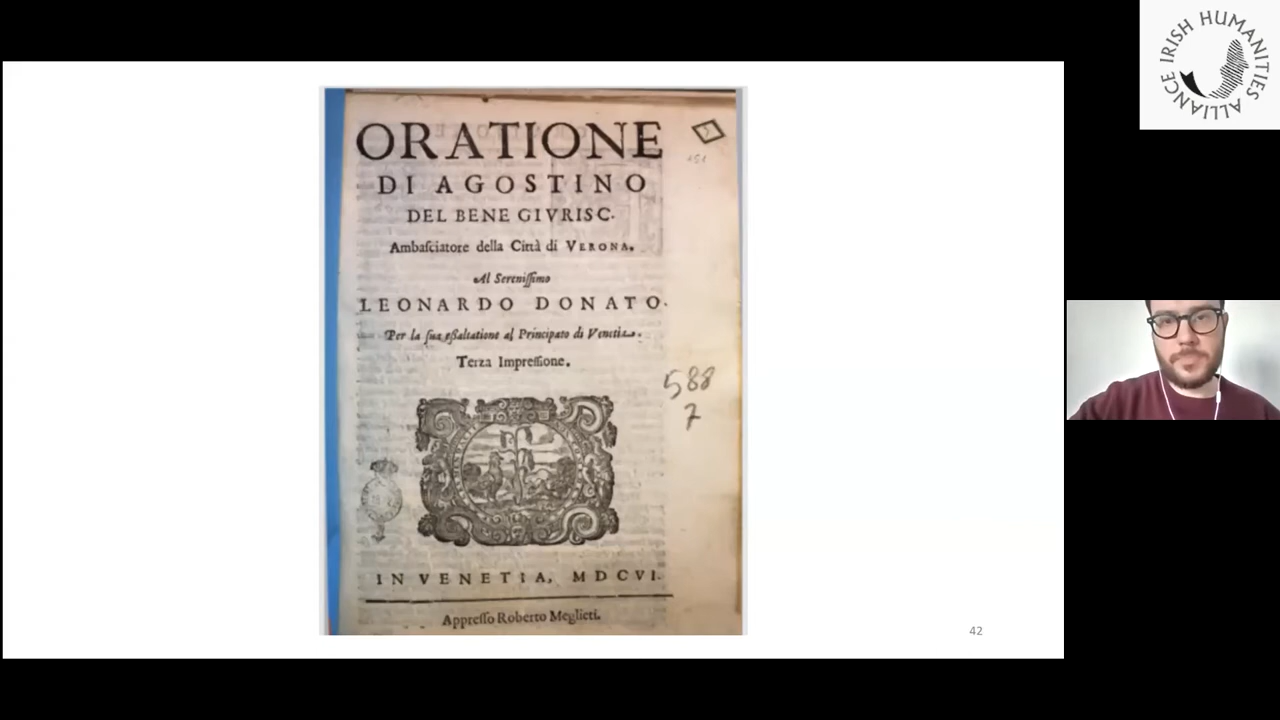 ORATIONE
DI AGOSTINO
DEL BENE GIVRISC.
Ambaſciatore della Città di VERONA.
Al Sereniſſimo
LEONARDO DONATO.
Per la ſua eſſaltatione al Principato di Venetia.
Terza Impreſſione.
588
7
IN VENETIA, MDCVI.
Appreſſo Roberto Meglieti.
42
IRISH HUMANITIES ALLIANCE